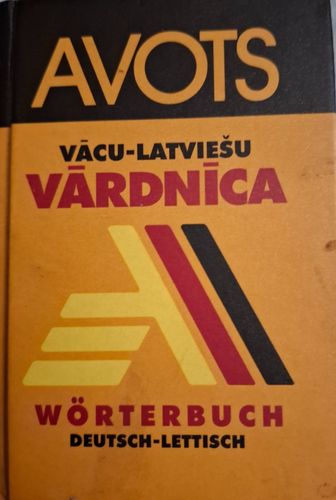 AVOTS
VĀCU-LATVIEŠU
VĀRDNĪCA
WÖRTERBUCH
DEUTSCH-LETTISCH